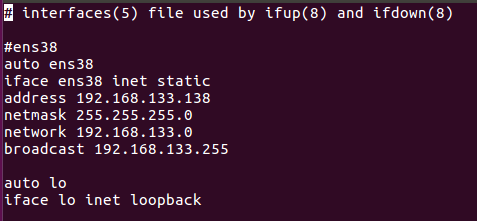 # interfaces(5) file used by ifup(8) and ifdown(8)
#ens38
auto ens38
iface ens38 inet static
address 192.168.133.138
netmask 255.255.255.0
network 192.168.133.0
broadcast 192.168.133.255
auto lo
iface lo inet loopback